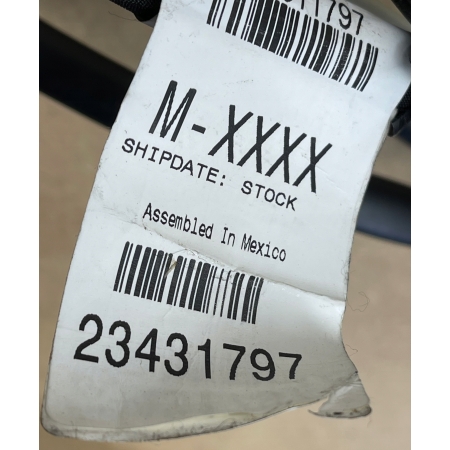 M-XXXX
SHIPDATE: STOCK
Assembled In Mexico
23431797